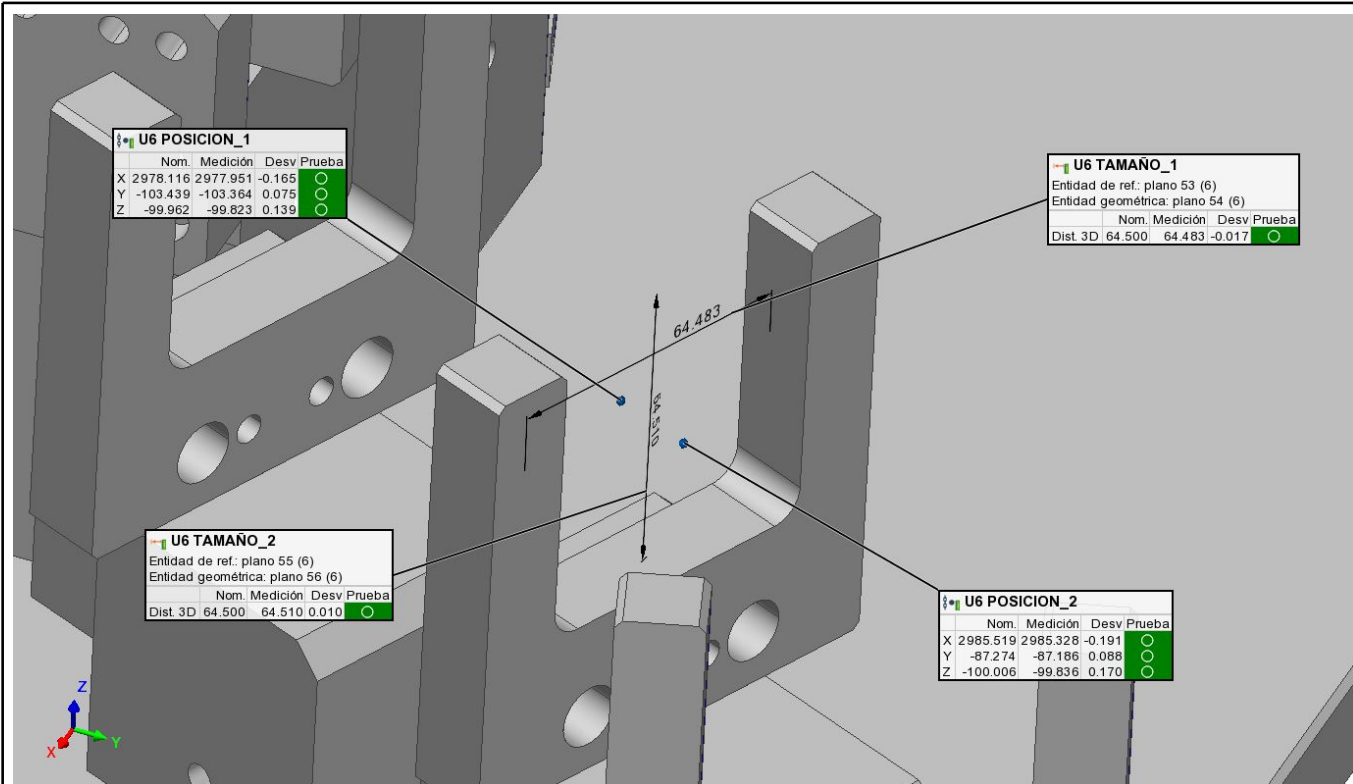 U6 POSICION_1
Nom. Medición Desv Prueba
X 2978.116 2977.951 -0.165
Y -103.439 -103.364 0.075
Z -99.962 -99.823 0.139
U6 TAMAÑO_1
Entidad de ref.: plano 53 (6)
Entidad geométrica: plano 54 (6)
Nom. Medición Desv Prueba
Dist. 3D 64.500 64.483 -0.017
64.483
64.510
U6 TAMAÑO_2
Entidad de ref.: plano 55 (6)
Entidad geométrica: plano 56 (6)
Nom. Medición Desv Prueba
Dist. 3D 64.500 64.510 0.010
U6 POSICION_2
Nom. Medición Desv Prueba
X 2985.519 2985.328 -0.191
Y -87.274 -87.186 0.088
Z -100.006 -99.836 0.170
Z
X
Y